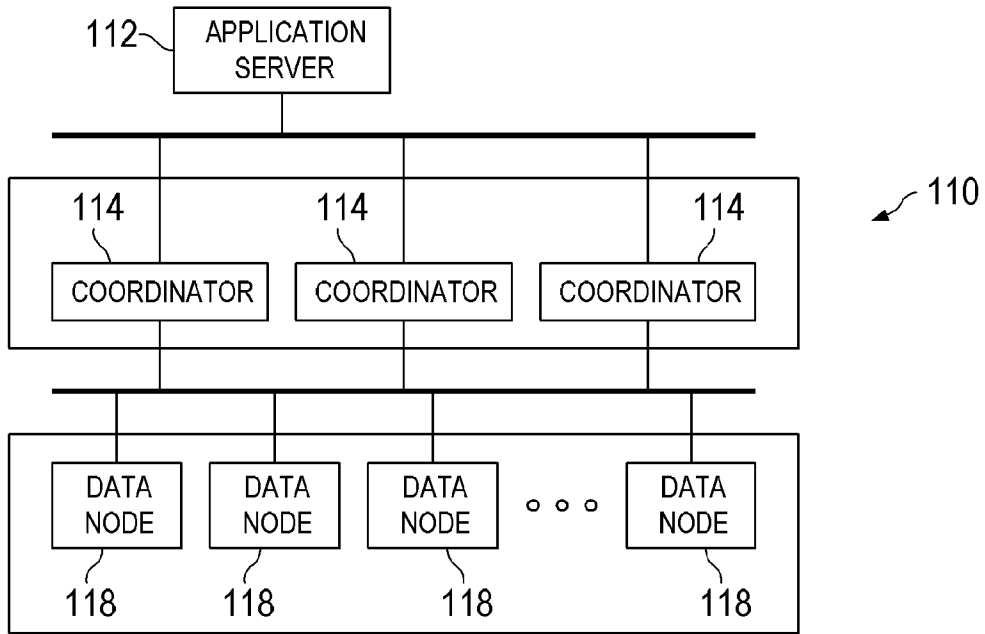 112
APPLICATION
SERVER
110
114
114
114
COORDINATOR
COORDINATOR
COORDINATOR
DATA
NODE
DATA
NODE
DATA
NODE
DATA
NODE
118
118
118
118